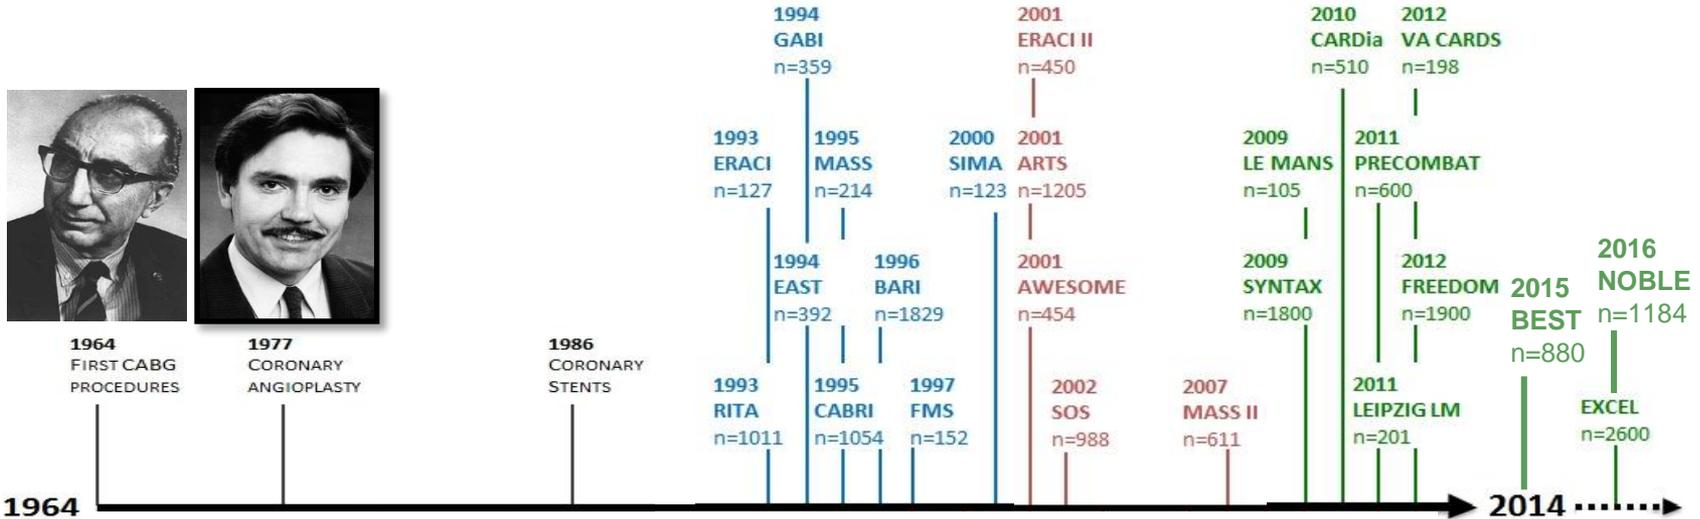 1994
GABI
n=359
2001
ERACI II
n=450
2010
CARDia
n=510
2012
VA CARDS
n=198
1993
ERACI
n=127
1995
MASS
n=214
2000
SIMA
n=123
2001
ARTS
n=1205
2009
LE MANS
n=105
2011
PRECOMBAT
n=600
1994
EAST
n=392
1996
BARI
n=1829
2001
AWESOME
n=454
2009
SYNTAX
n=1800
2012
FREEDOM
n=1900
2015
BEST
n=880
2016
NOBLE
n=1184
1964
FIRST CABG
PROCEDURES
1977
CORONARY
ANGIOPLASTY
1986
CORONARY
STENTS
1993
RITA
n=1011
1995
CABRI
n=1054
1997
FMS
n=152
2002
SOS
n=988
2007
MASS II
n=611
2011
LEIPZIG LM
n=201
EXCEL
n=2600
1964
2014